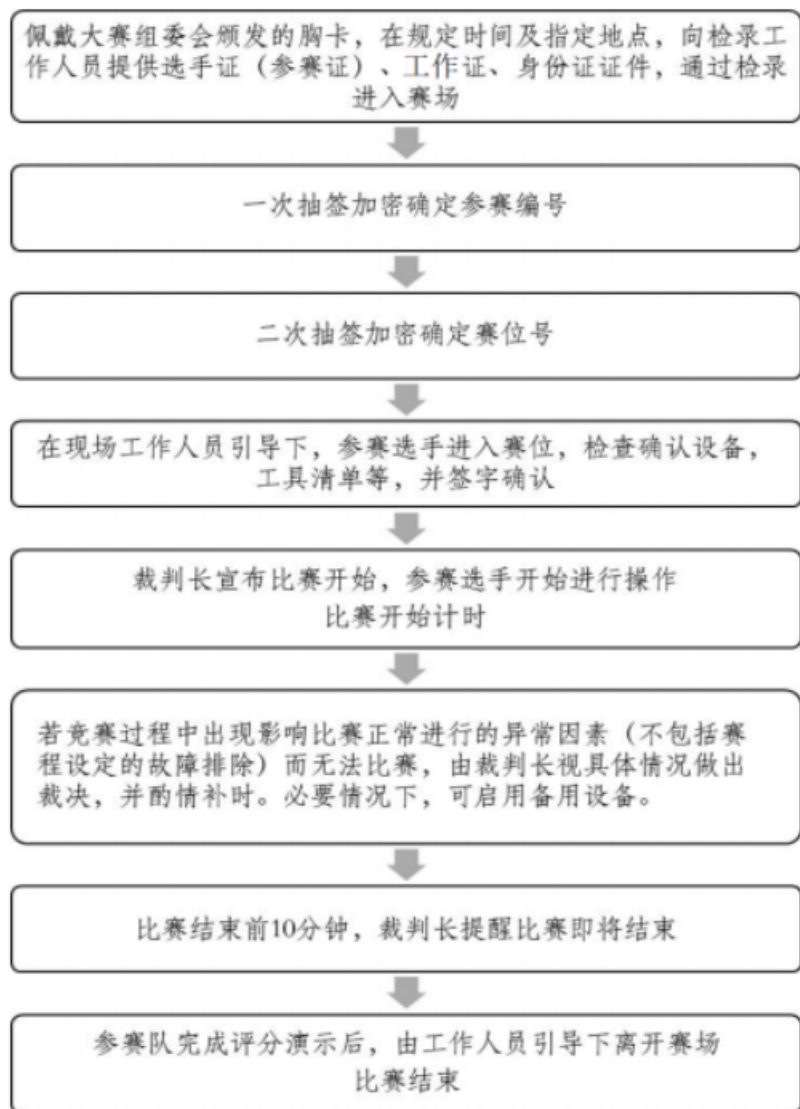 佩戴大赛组委会颁发的胸卡，在规定时间及指定地点，向检录工
作人员提供选手证（参赛证）、工作证、身份证证件，通过检录
进入赛场
一次抽签加密确定参赛编号
二次抽签加密确定赛位号
在现场工作人员引导下，参赛选手进入赛位，检查确认设备，
工具清单等，并签字确认
裁判长宣布比赛开始，参赛选手开始进行操作
比赛开始计时
若竞赛过程中出现影响比赛正常进行的异常因素（不包括赛
程设定的故障排除）而无法比赛，由裁判长视具体情况做出
裁决，并酌情补时。必要情况下，可启用备用设备。
比赛结束前10分钟，裁判长提醒比赛即将结束
参赛队完成评分演示后，由工作人员引导下离开赛场
比赛结束